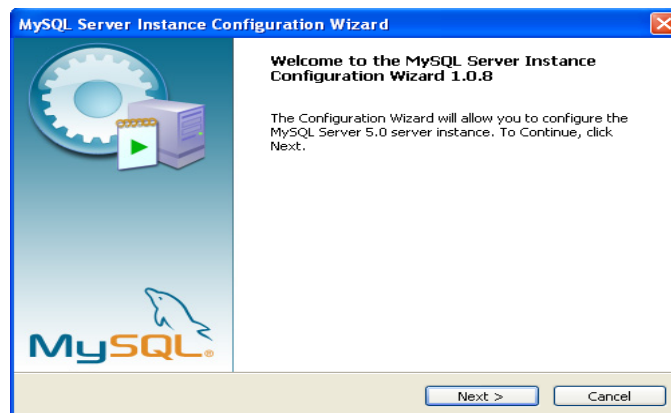 MySQL Server Instance Configuration Wizard
Welcome to the MySQL Server Instance
Configuration Wizard 1.0.8
The Configuration Wizard will allow you to configure the
MySQL Server 5.0 server instance. To Continue, click
Next.
MySQL®
Next >
Cancel